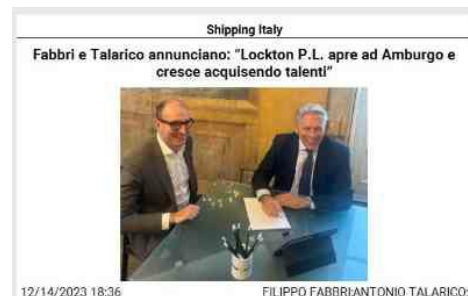 Shipping Italy
Fabbri e Talarico annunciano: “Lockton P.L. apre ad Amburgo e
cresce acquisendo talenti”
12/14/2023 18:36 FILIPPO FABBRI;ANTONIO TALARICO;